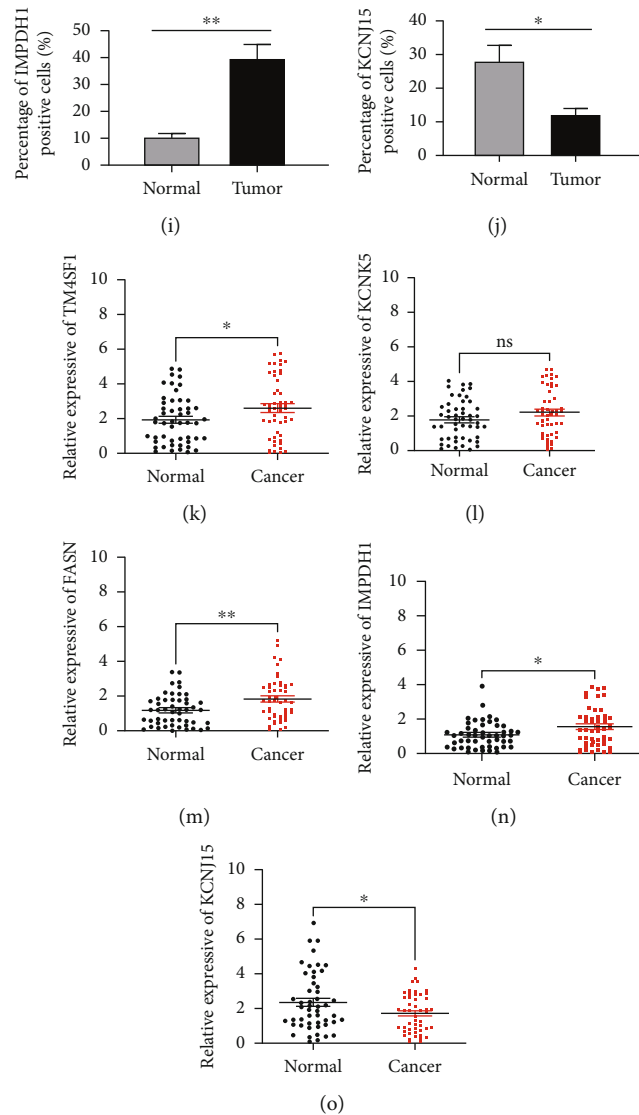 Percentage of IMPDH1
positive cells (%)
50
40
30
20
10
0
**
Normal Tumor
(i)
Percentage of KCNJ15
positive cells (%)
40
30
20
10
0
*
Normal Tumor
(j)
Relative expressive of TM4SF1
10
8
6
4
2
0
*
Normal Cancer
(k)
Relative expressive of KCNK5
10
8
6
4
2
0
ns
Normal Cancer
(l)
Relative expressive of FASN
10
8
6
4
2
0
**
Normal Cancer
(m)
Relative expressive of IMPDH1
10
8
6
4
2
0
*
Normal Cancer
(n)
Relative expressive of KCNJ15
10
8
6
4
2
0
*
Normal Cancer
(o)